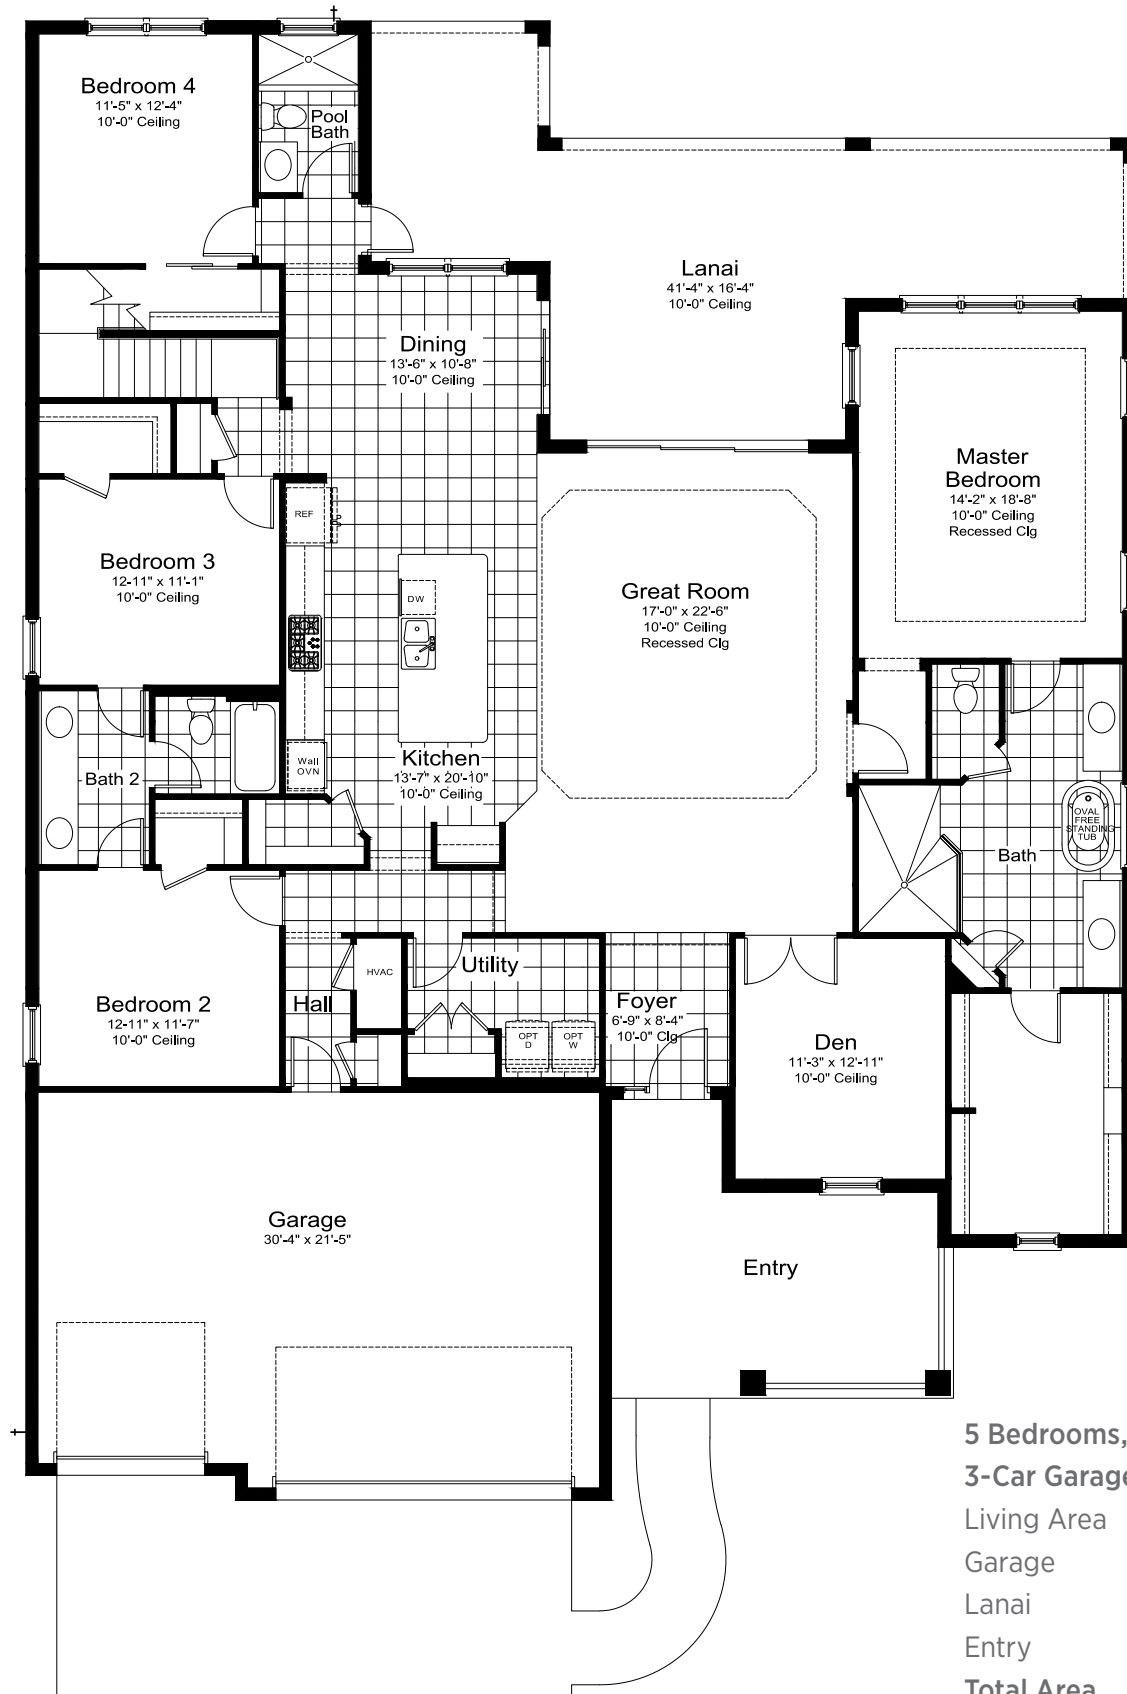 Bedroom 4
11'-5" x 12'-4"
10'-0" Ceiling
Pool
Bath
Lanai
41'-4" x 16'-4"
10'-0" Ceiling
Dining
13'-6" x 10'-8"
10'-0" Ceiling
Master
Bedroom
14'-2" x 18'-8"
10'-0" Ceiling
Recessed Clg
REF
Bedroom 3
12-11" x 11'-1"
10'-0" Ceiling
DW
Great Room
17'-0" x 22'-6"
10'-0" Ceiling
Recessed Clg
Wall
OVN
Kitchen
13'-7" x 20'-10"
10'-0" Ceiling
Bath 2
OVAL
FREE
STANDING
TUB
Bath
HVAC
Utility
Bedroom 2
12-11" x 11'-7"
10'-0" Ceiling
Hall
OPT
D
OPT
W
Foyer
6'-9" x 8'-4"
10'-0" Clg
Den
11'-3" x 12'-11"
10'-0" Ceiling
Garage
30'-4" x 21'-5"
Entry
5 Bedrooms,
3-Car Garage
Living Area
Garage
Lanai
Entry
Total Area